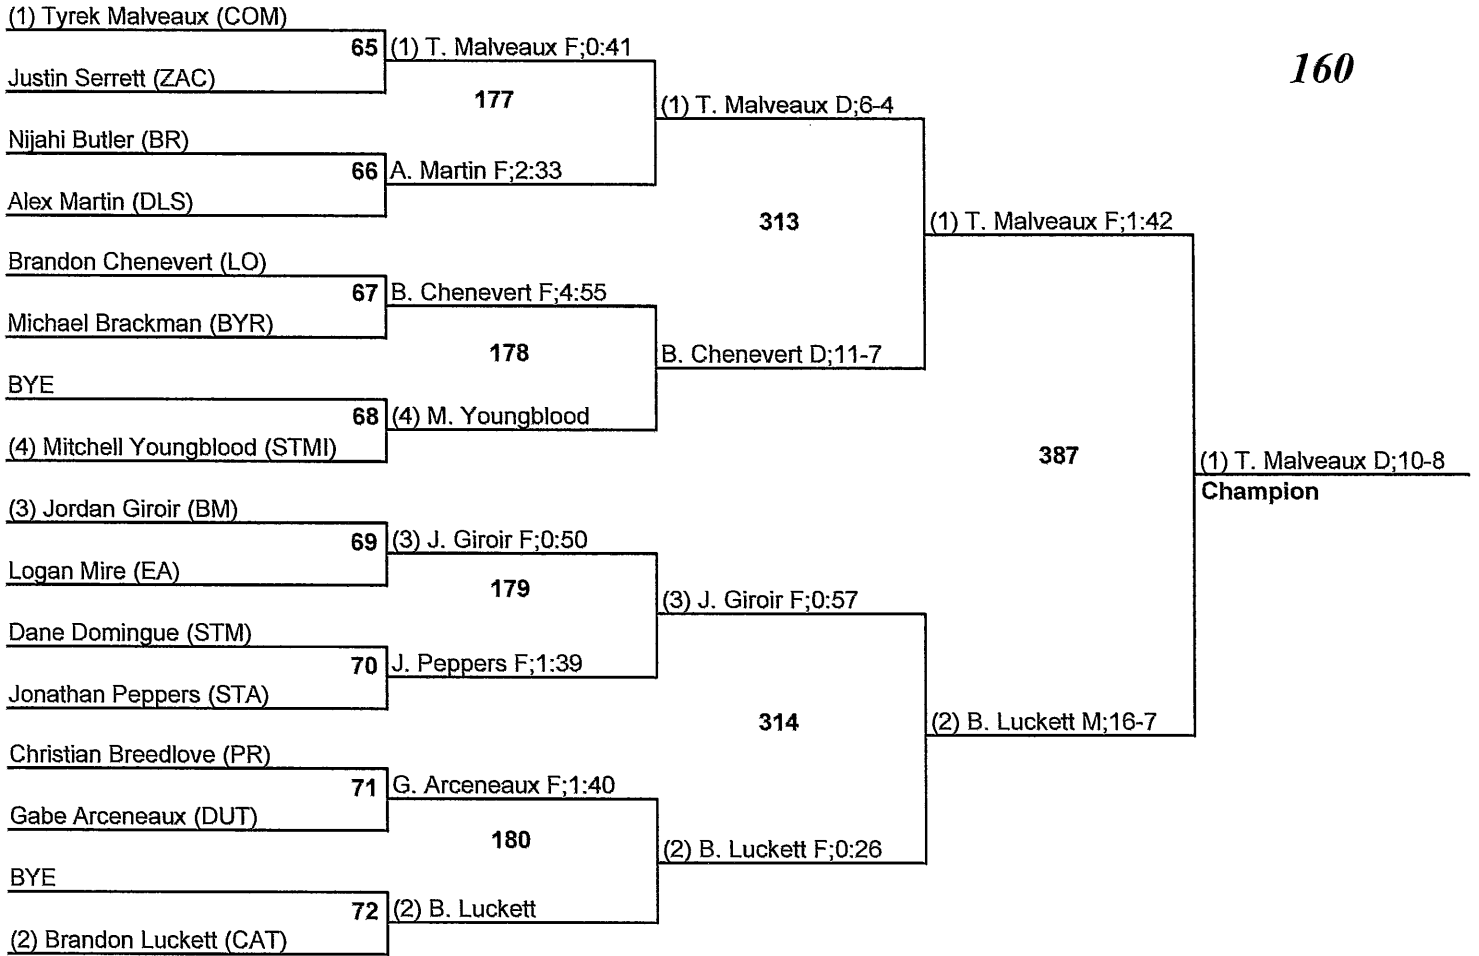 (1) Tyrek Malveaux (COM)
65 (1) T. Malveaux F;0:41
160
Justin Serrett (ZAC)
177
(1) T. Malveaux D;6-4
Nijahi Butler (BR)
66 A. Martin F;2:33
Alex Martin (DLS)
313
(1) T. Malveaux F;1:42
Brandon Chenevert (LO)
67 B. Chenevert F;4:55
Michael Brackman (BYR)
178
B. Chenevert D;11-7
BYE
68 (4) M. Youngblood
(4) Mitchell Youngblood (STMI)
387
(1) T. Malveaux D;10-8
Champion
(3) Jordan Giroir (BM)
69 (3) J. Giroir F;0:50
Logan Mire (EA)
179
(3) J. Giroir F;0:57
Dane Domingue (STM)
70 J. Peppers F;1:39
Jonathan Peppers (STA)
314
(2) B. Luckett M;16-7
Christian Breedlove (PR)
71 G. Arceneaux F;1:40
Gabe Arceneaux (DUT)
180
(2) B. Luckett F;0:26
BYE
72 (2) B. Luckett
(2) Brandon Luckett (CAT)